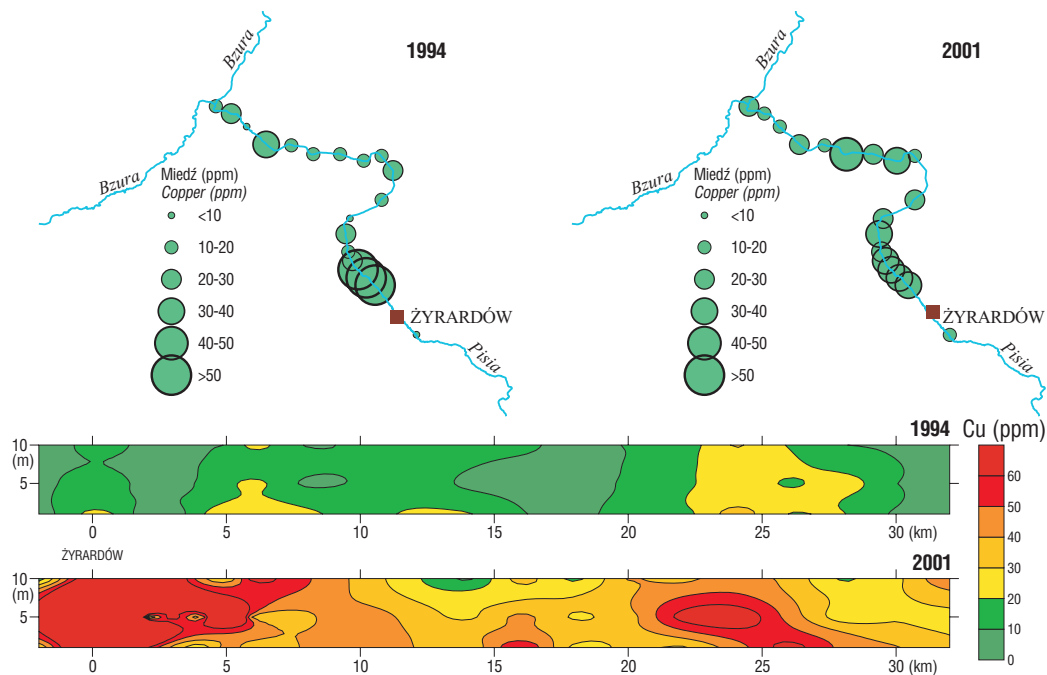 1994
Bzura
Bzura
Miedź (ppm)
Copper (ppm)
<10
10-20
20-30
30-40
40-50
>50
ŻYRARDÓW
Pisia
2001
Bzura
Bzura
Miedź (ppm)
Copper (ppm)
<10
10-20
20-30
30-40
40-50
>50
ŻYRARDÓW
Pisia
1994
10
(m)
5
0 5 10 15 20 25 30 (km)
ŻYRARDÓW
2001
10
(m)
5
0 5 10 15 20 25 30 (km)
Cu (ppm)
60
50
40
30
20
10
0